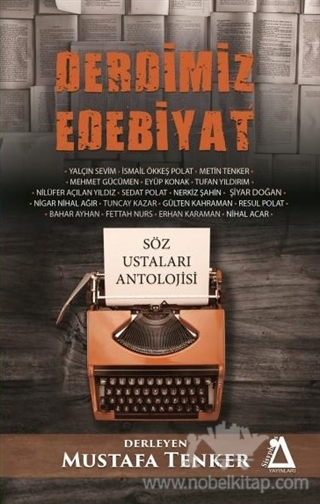 DERDİMİZ
EDEBİYAT
· YALÇIN SEVİM · İSMAİL ÖKKEŞ POLAT · METİN TENKER ·
· MEHMET GÜCÜMEN · EYÜP KONAK · TUFAN YILDIRIM ·
· NİLÜFER AÇILAN YILDIZ · SEDAT POLAT · NERKİZ ŞAHİN · ŞİYAR DOĞAN ·
· NİGAR NİHAL AĞIR · TUNCAY KAZAR · GÜLTEN KAHRAMAN · RESUL POLAT ·
· BAHAR AYHAN · FETTAH NURS · ERHAN KARAMAN · NİHAL ACAR ·
SÖZ
USTALARI
ANTOLOJİSİ
DERLEYEN
MUSTAFA TENKER
YAYINLARI
www.nobelkitap.com